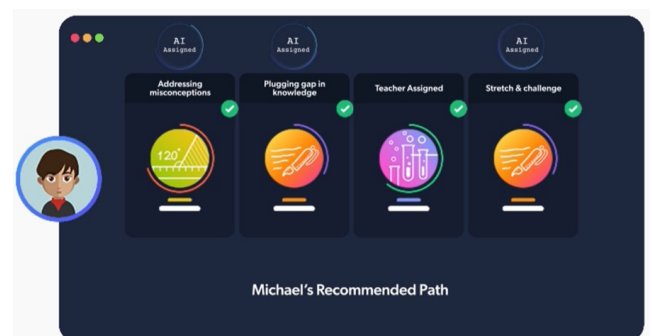 AI
Assigned
AI
Assigned
AI
Assigned
Addressing
misconceptions
Plugging gap in
knowledge
Teacher Assigned
Stretch & challenge
120°
Michael's Recommended Path